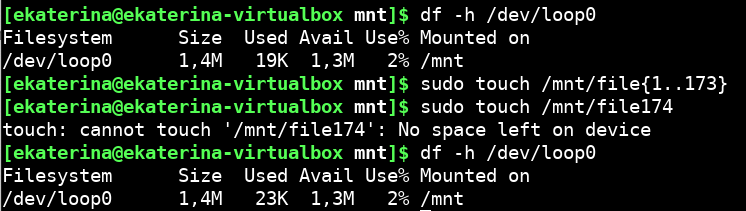 [ekaterina@ekaterina-virtualbox mnt]$ df -h /dev/loop0
Filesystem      Size  Used Avail Use% Mounted on
/dev/loop0      1,4M   19K  1,3M   2% /mnt
[ekaterina@ekaterina-virtualbox mnt]$ sudo touch /mnt/file{1..173}
[ekaterina@ekaterina-virtualbox mnt]$ sudo touch /mnt/file174
touch: cannot touch '/mnt/file174': No space left on device
[ekaterina@ekaterina-virtualbox mnt]$ df -h /dev/loop0
Filesystem      Size  Used Avail Use% Mounted on
/dev/loop0      1,4M   23K  1,3M   2% /mnt